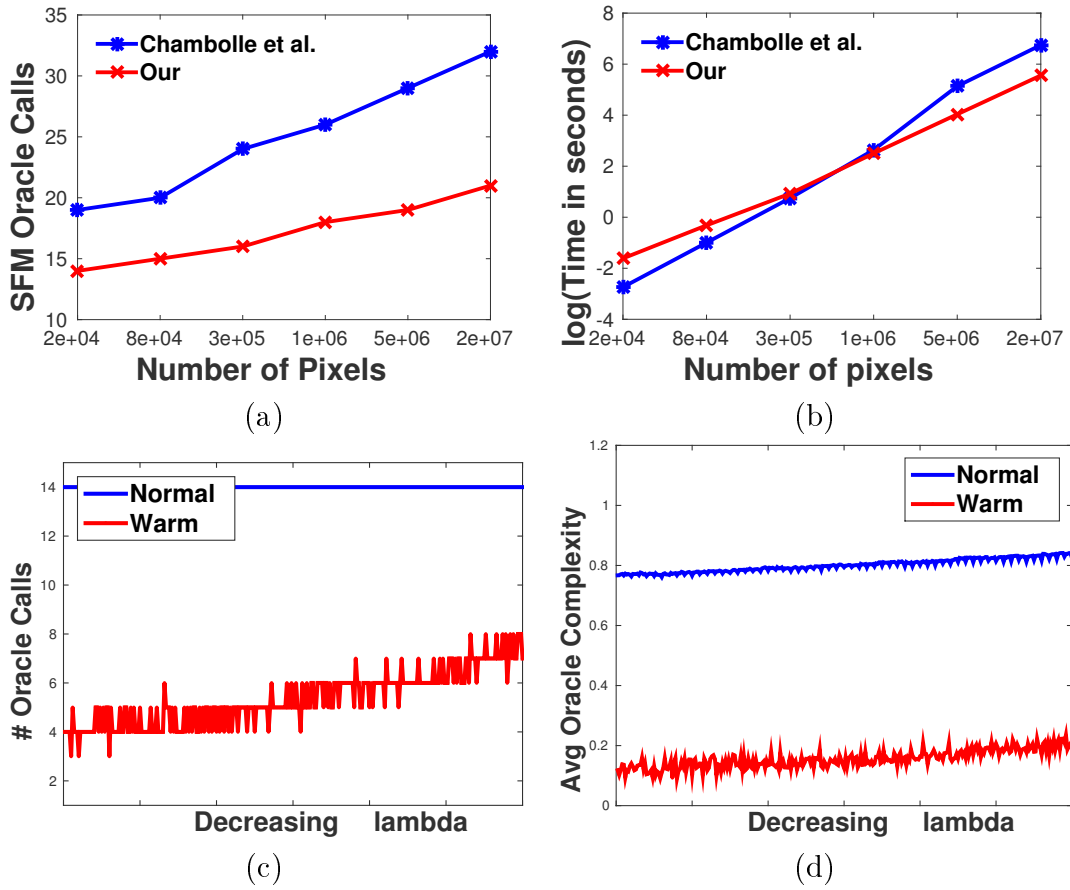 35
30
25
20
15
10
SFM Oracle Calls
Chambolle et al.
Our
2e+04 8e+04 3e+05 1e+06 5e+06 2e+07
Number of Pixels
(a)
8
6
4
2
0
-2
-4
log(Time in seconds)
Chambolle et al.
Our
2e+04 8e+04 3e+05 1e+06 5e+06 2e+07
Number of pixels
(b)
14
12
10
8
6
4
2
# Oracle Calls
Normal
Warm
Decreasing lambda
(c)
1.2
1
0.8
0.6
0.4
0.2
0
Avg Oracle Complexity
Normal
Warm
Decreasing lambda
(d)